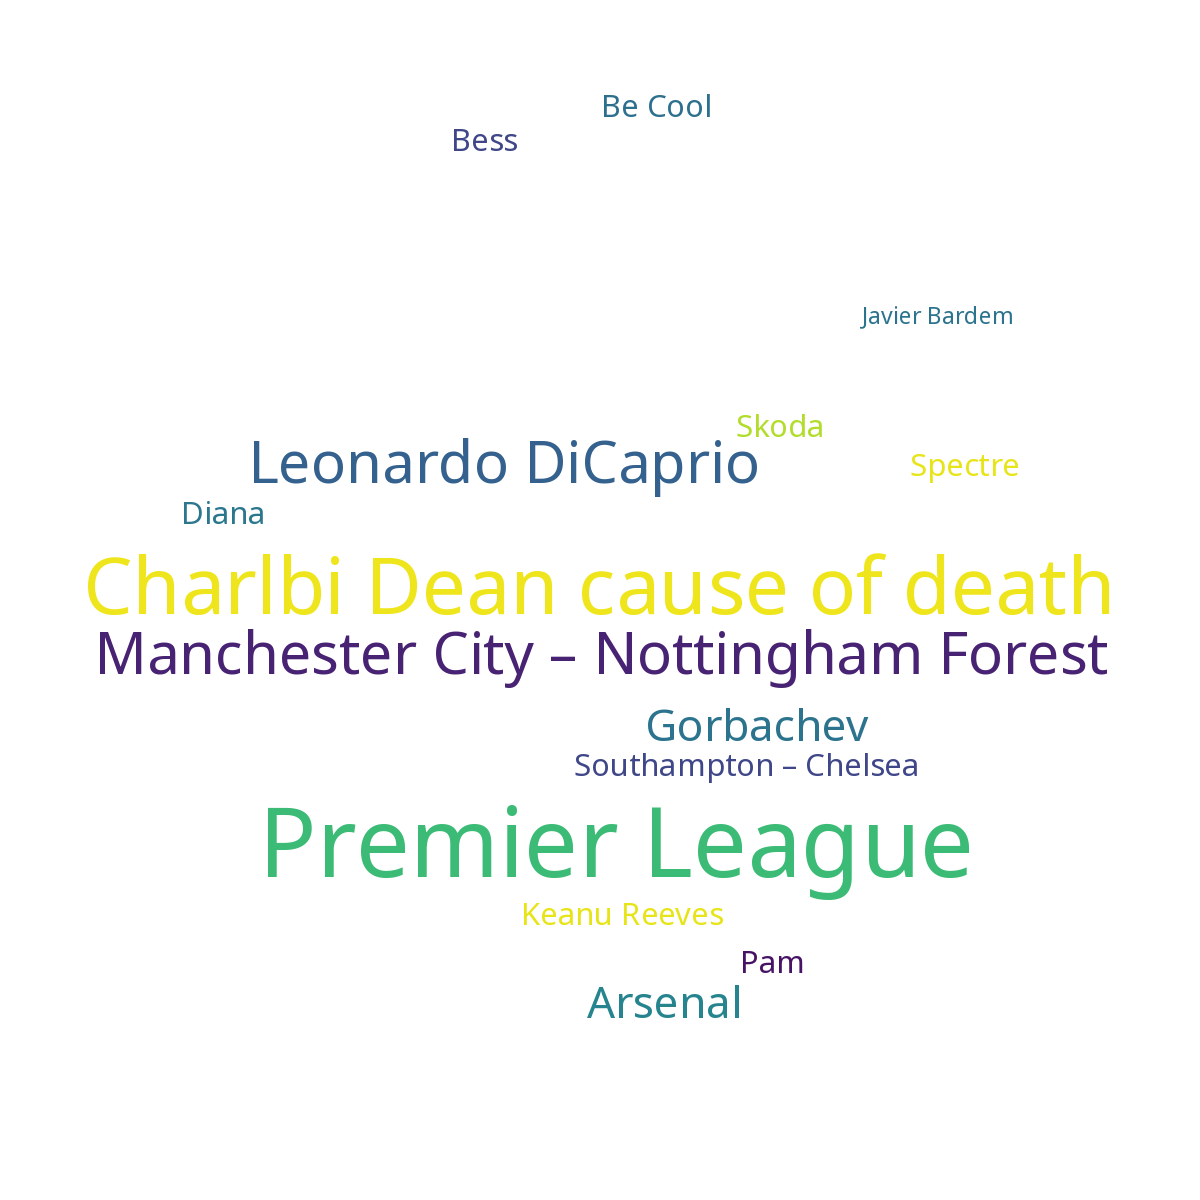 Be Cool
Bess
Javier Bardem
Skoda
Leonardo DiCaprio
Spectre
Diana
Charlbi Dean cause of death
Manchester City – Nottingham Forest
Gorbachev
Southampton – Chelsea
Premier League
Keanu Reeves
Pam
Arsenal